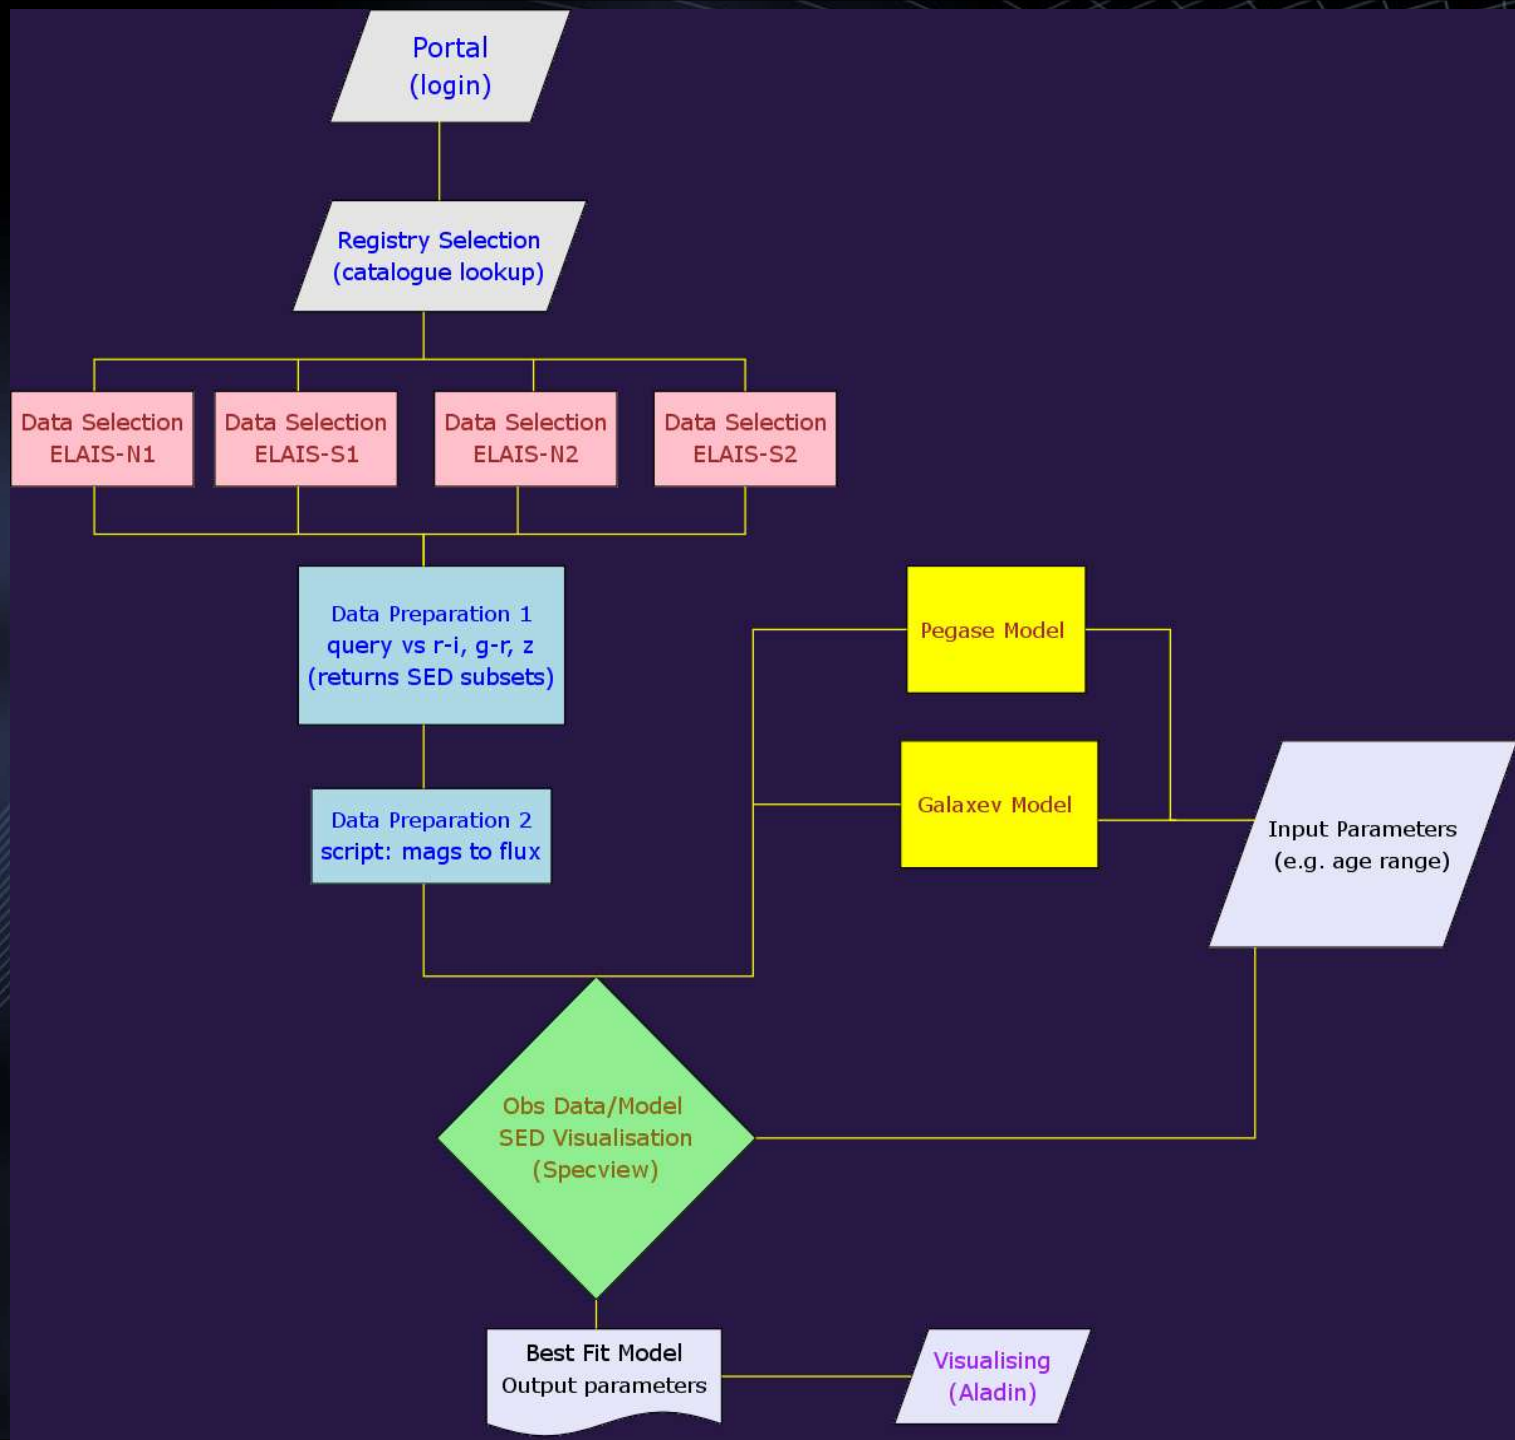 Portal
(login)
Registry Selection
(catalogue lookup)
Data Selection
ELAIS-N1
Data Selection
ELAIS-S1
Data Selection
ELAIS-N2
Data Selection
ELAIS-S2
Data Preparation 1
query vs r-i, g-r, z
(returns SED subsets)
Pegase Model
Data Preparation 2
script: mags to flux
Galaxev Model
Input Parameters
(e.g. age range)
Obs Data/Model
SED Visualisation
(Specview)
Best Fit Model
Output parameters
Visualising
(Aladin)